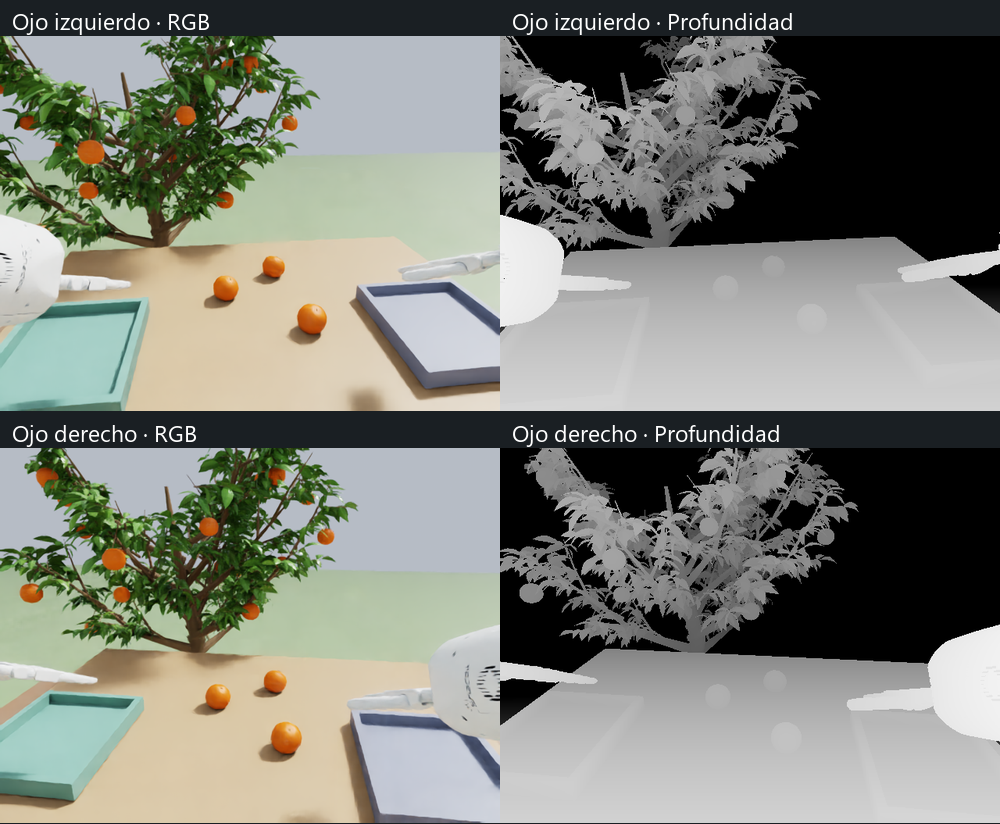 Ojo izquierdo · RGB
Ojo izquierdo · Profundidad
Ojo derecho · RGB
Ojo derecho · Profundidad